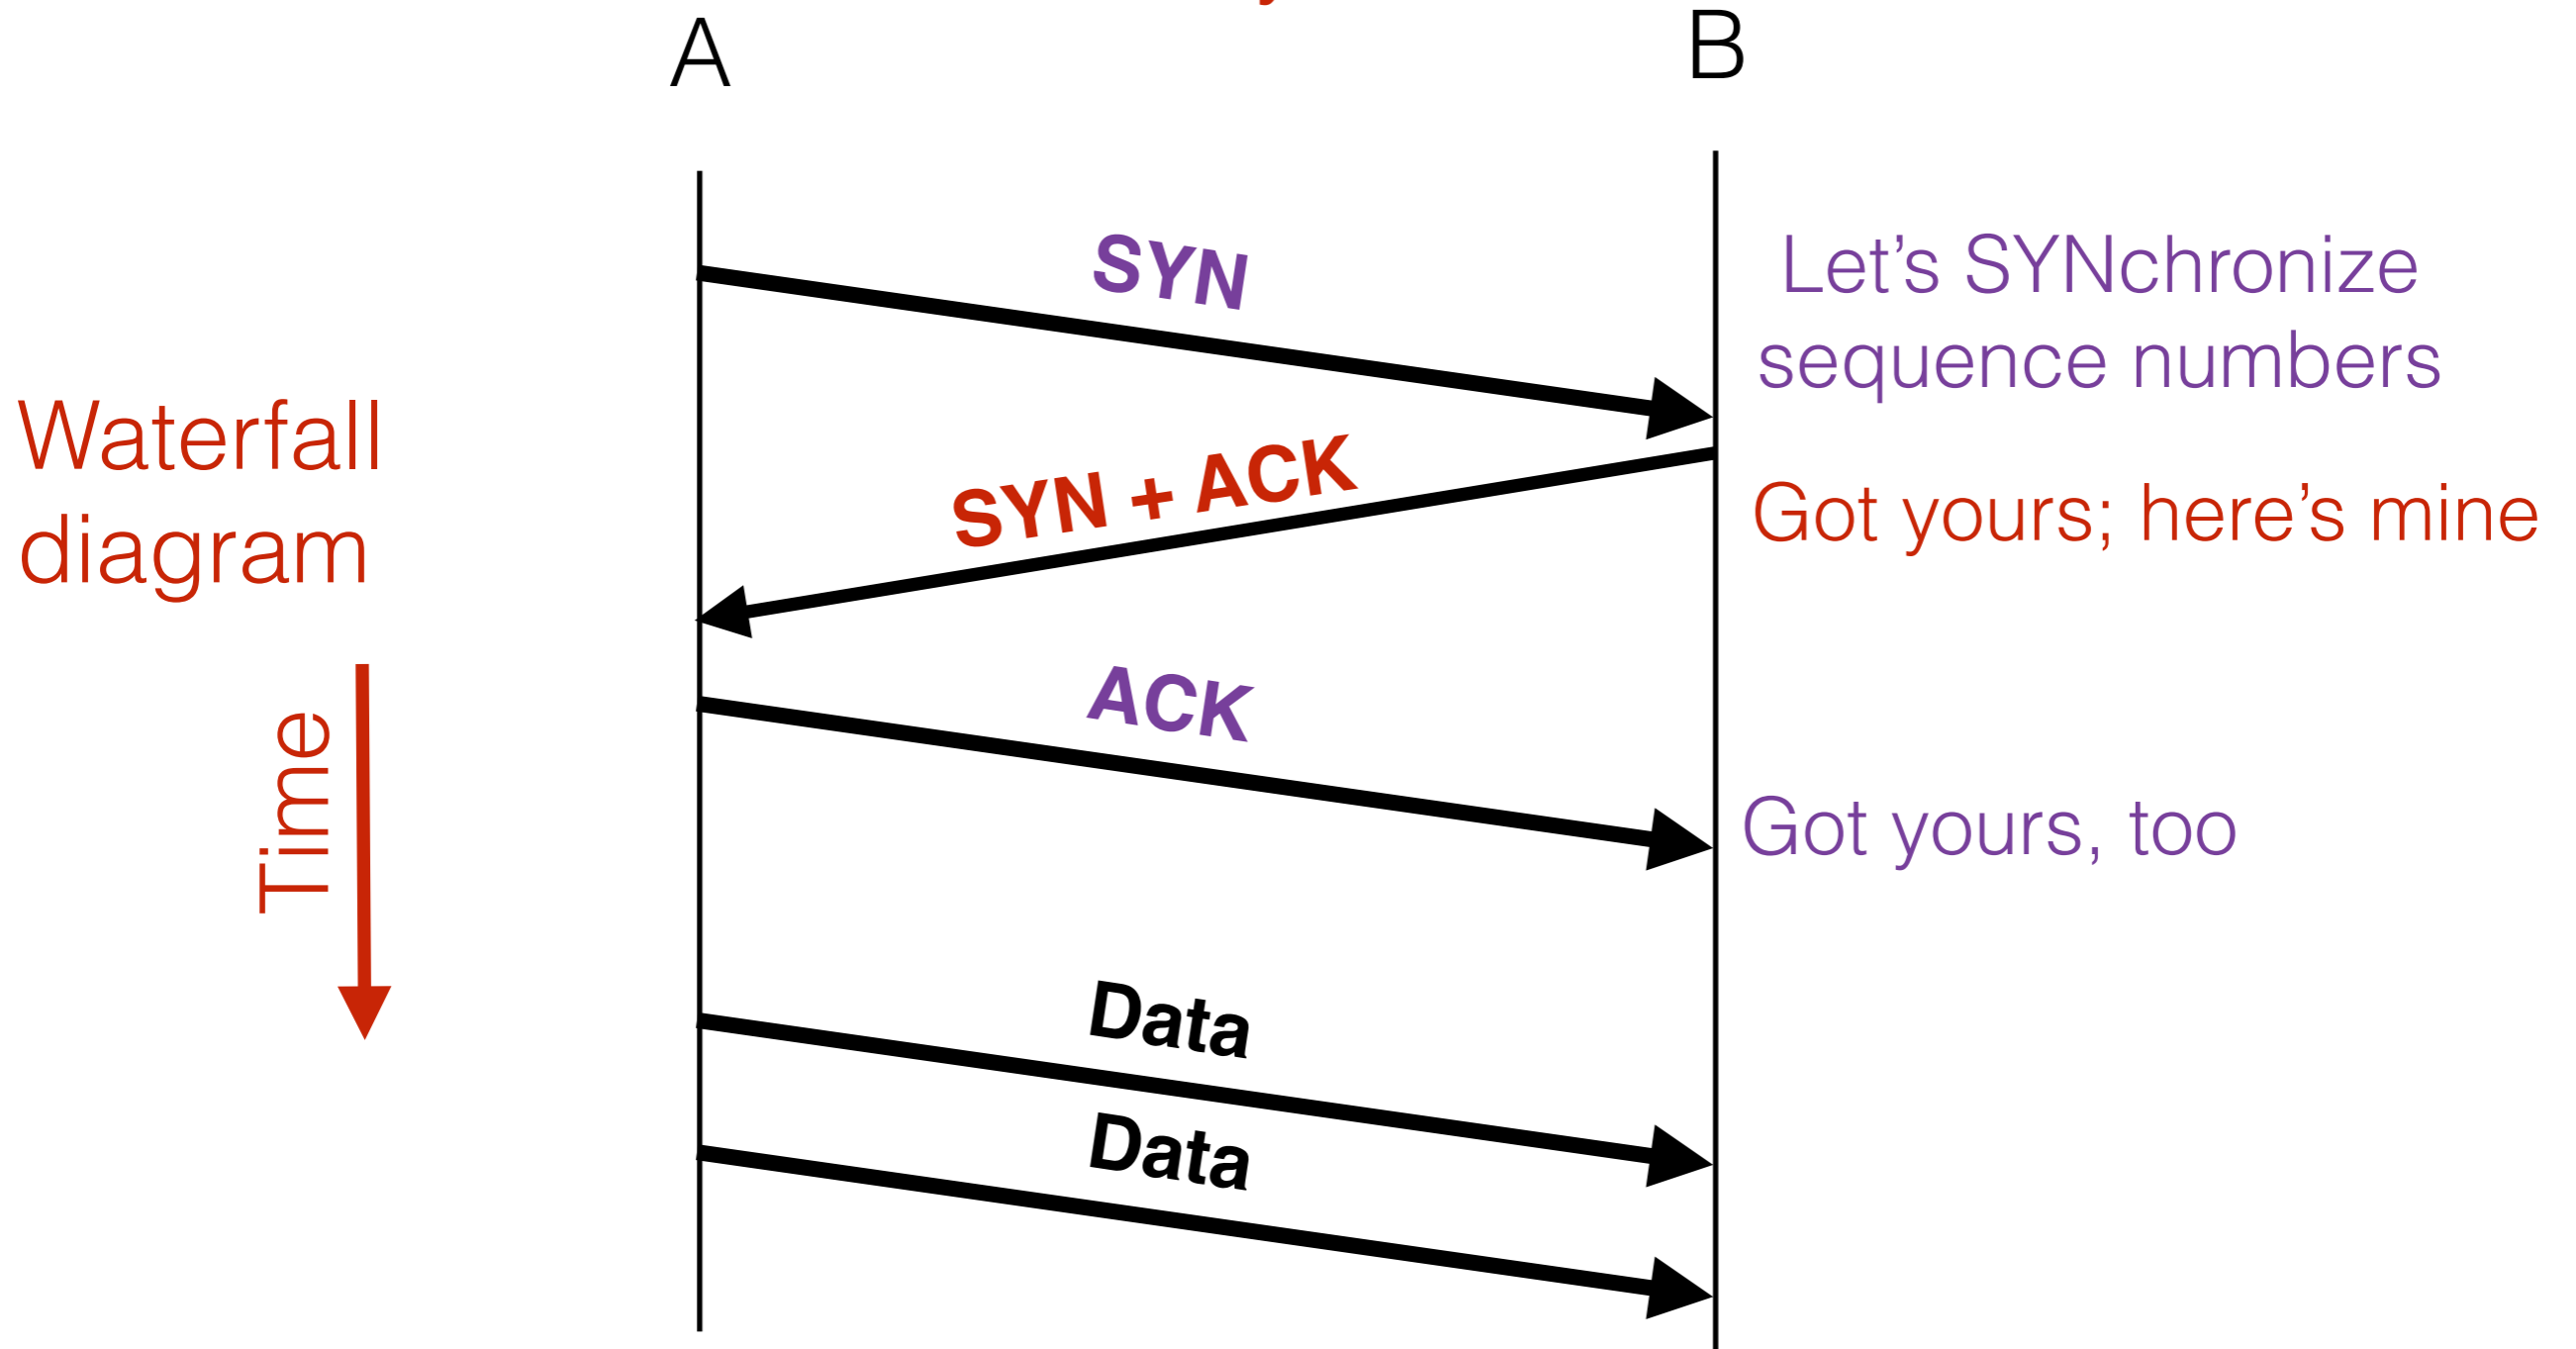 A
B
SYN
Let's SYNchronize
sequence numbers
Waterfall
diagram
SYN + ACK
Got yours; here's mine
Time
ACK
Got yours, too
Data
Data